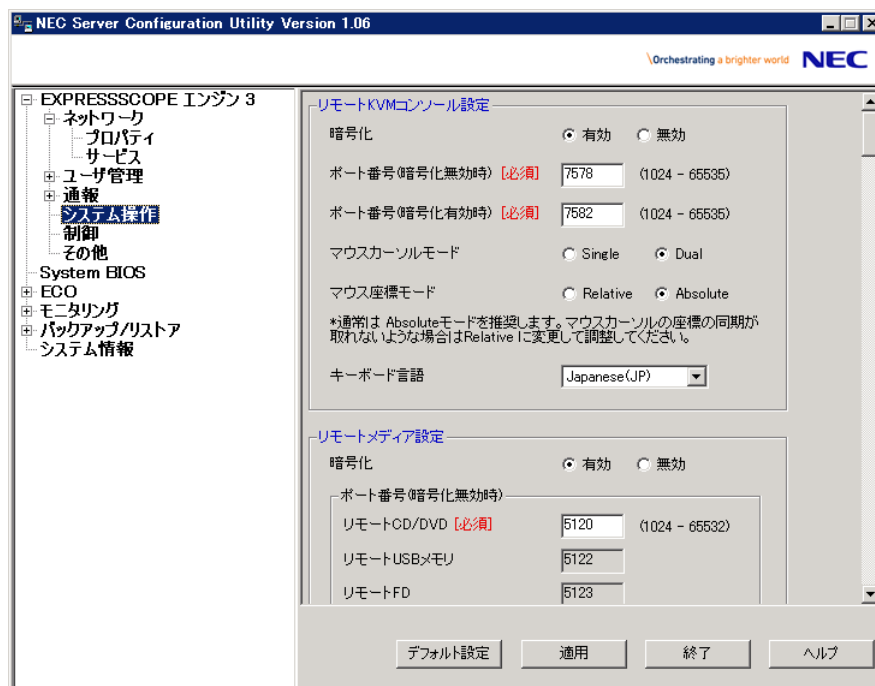 NEC Server Configuration Utility Version 1.06
\Orchestrating a brighter world NEC
EXPRESSSCOPE エンジン 3
ネットワーク
プロパティ
サービス
ユーザ管理
通報
システム操作
制御
その他
System BIOS
ECO
モニタリング
バックアップ/リストア
システム情報
リモートKVMコンソール設定
暗号化 有効 無効
ポート番号(暗号化無効時) [必須] 7578 (1024 - 65535)
ポート番号(暗号化有効時) [必須] 7582 (1024 - 65535)
マウスカーソルモード Single Dual
マウス座標モード Relative Absolute
*通常は Absoluteモードを推奨します。マウスカーソルの座標の同期が
取れないような場合はRelative に変更して調整してください。
キーボード言語 Japanese(JP)
リモートメディア設定
暗号化 有効 無効
ポート番号(暗号化無効時)
リモートCD/DVD [必須] 5120 (1024 - 65532)
リモートUSBメモリ 5122
リモートFD 5123
デフォルト設定 適用 終了 ヘルプ